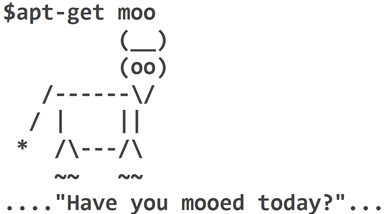 $apt-get moo
                 (__)
                 (oo)
      /------\/
     / |       ||
  *  /\---/\
      ~~     ~~
...."Have you mooed today?"...